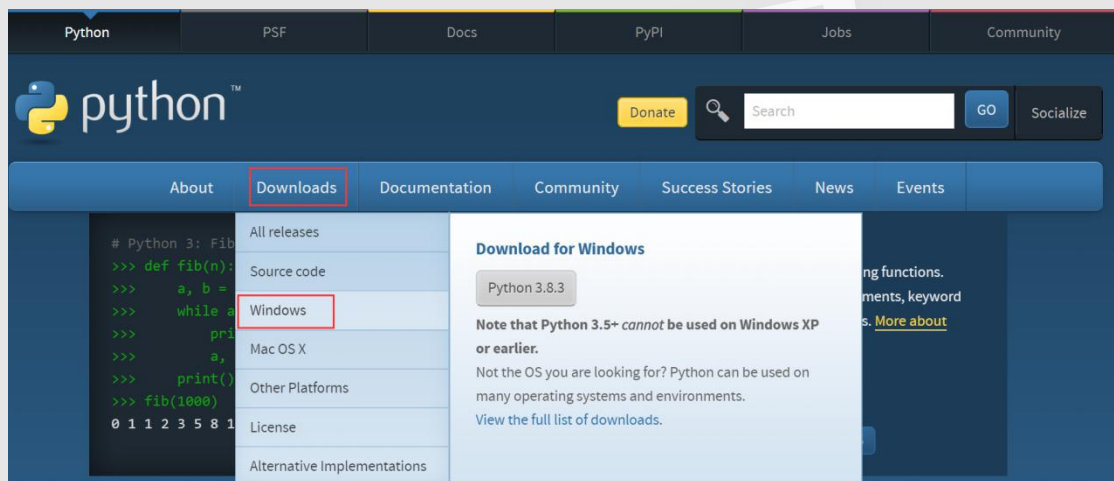 Python PSF Docs PyPI Jobs Community
python™
Donate Search GO Socialize
About Downloads Documentation Community Success Stories News Events
# Python 3: Fib
>>> def fib(n):
>>> a, b =
>>> while a
>>> pri
>>> a,
>>> print()
>>> fib(1000)
0 1 1 2 3 5 8 1
All releases
Source code
Windows
Mac OS X
Other Platforms
License
Alternative Implementations
Download for Windows
Python 3.8.3
Note that Python 3.5+ cannot be used on Windows XP
or earlier.
Not the OS you are looking for? Python can be used on
many operating systems and environments.
View the full list of downloads.
ng functions.
ments, keyword
s. More about